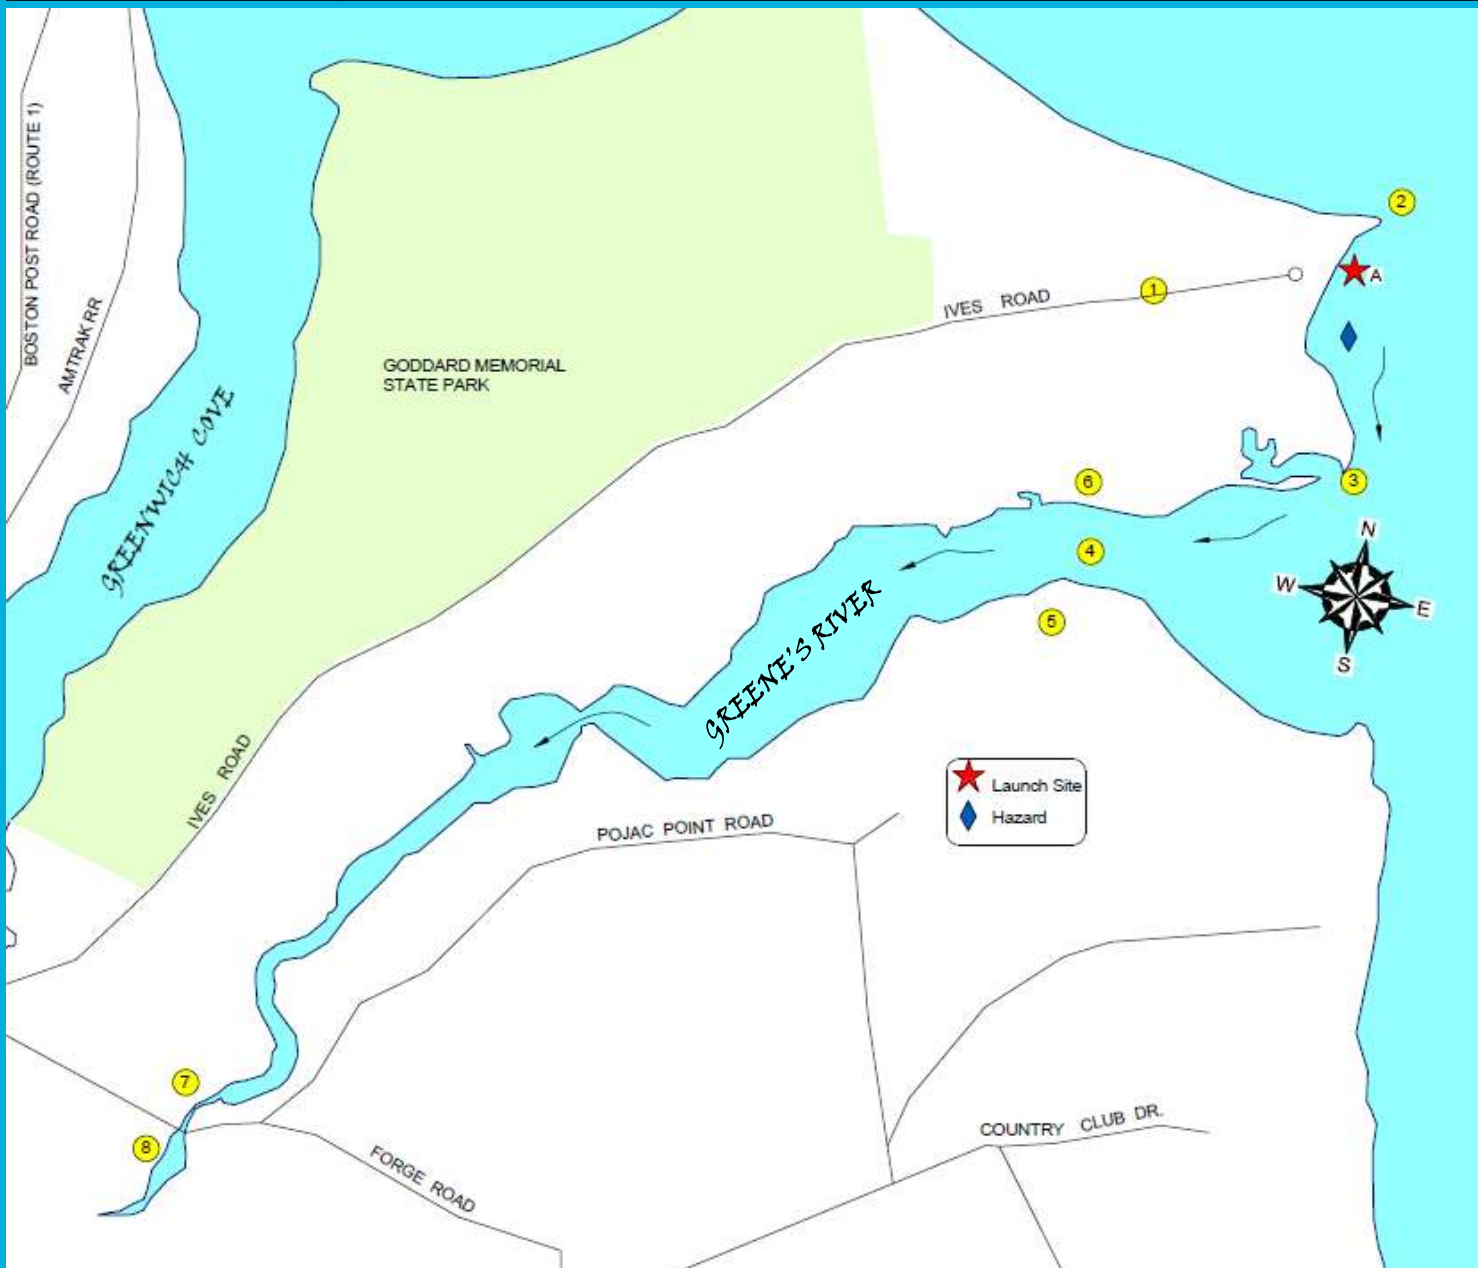 BOSTON POST ROAD (ROUTE 1)
AMTRAK RR
GREENWICH COVE
GODDARD MEMORIAL
STATE PARK
IVES ROAD
1
2
A
3
6
4
5
N
W
E
S
GREENE'S RIVER
IVES ROAD
Launch Site
Hazard
POJAC POINT ROAD
7
8
FORGE ROAD
COUNTRY CLUB DR.